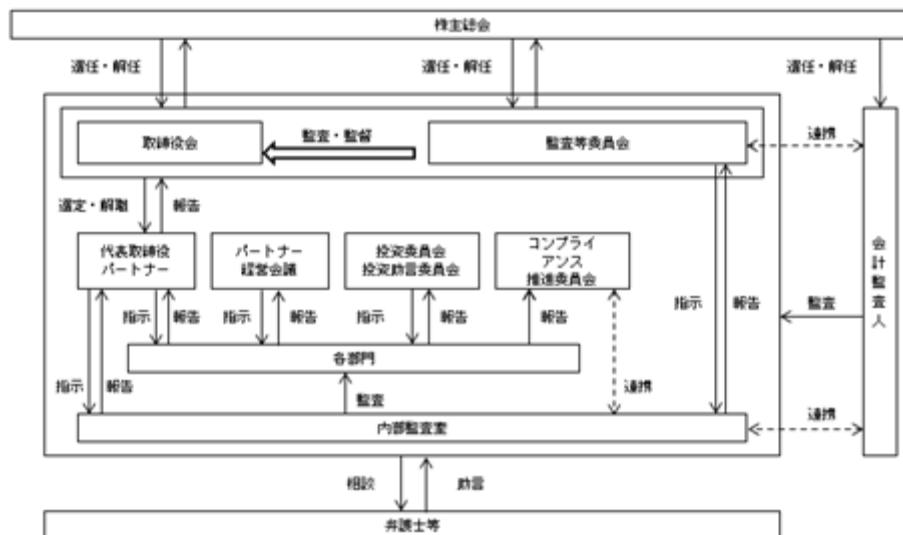 株主総会
選任・解任
選任・解任
選任・解任
取締役会
監査・監督
監査等委員会
連携
選定・解職
報告
代表取締役
パートナー
パートナー
経営会議
投資委員会
投資助言委員会
コンプライ
アンス
推進委員会
会計監査人
指示
報告
指示
報告
指示
報告
報告
指示
報告
監査
各部門
指示
報告
監査
連携
連携
内部監査室
相談
助言
弁護士等